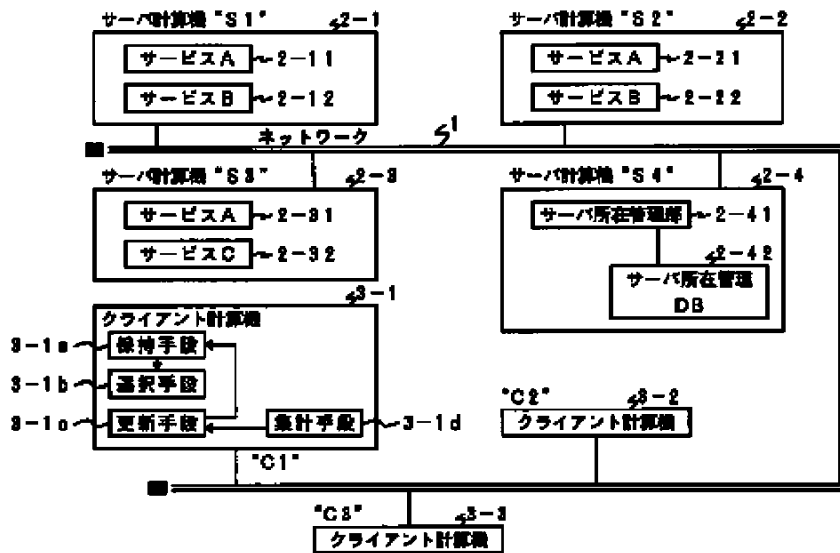 サーバ計算機 "S1" 2-1
サービスA 2-11
サービスB 2-12
サーバ計算機 "S2" 2-2
サービスA 2-21
サービスB 2-22
ネットワーク 1
サーバ計算機 "S3" 2-3
サービスA 2-31
サービスC 2-32
サーバ計算機 "S4" 2-4
サーバ所在管理部 2-41
2-42
サーバ所在管理
DB
3-1
クライアント計算機
3-1a 保持手段
3-1b 選択手段
3-1c 更新手段 集計手段 3-1d
"C1"
"C2" 3-2
クライアント計算機
"C3" 3-3
クライアント計算機